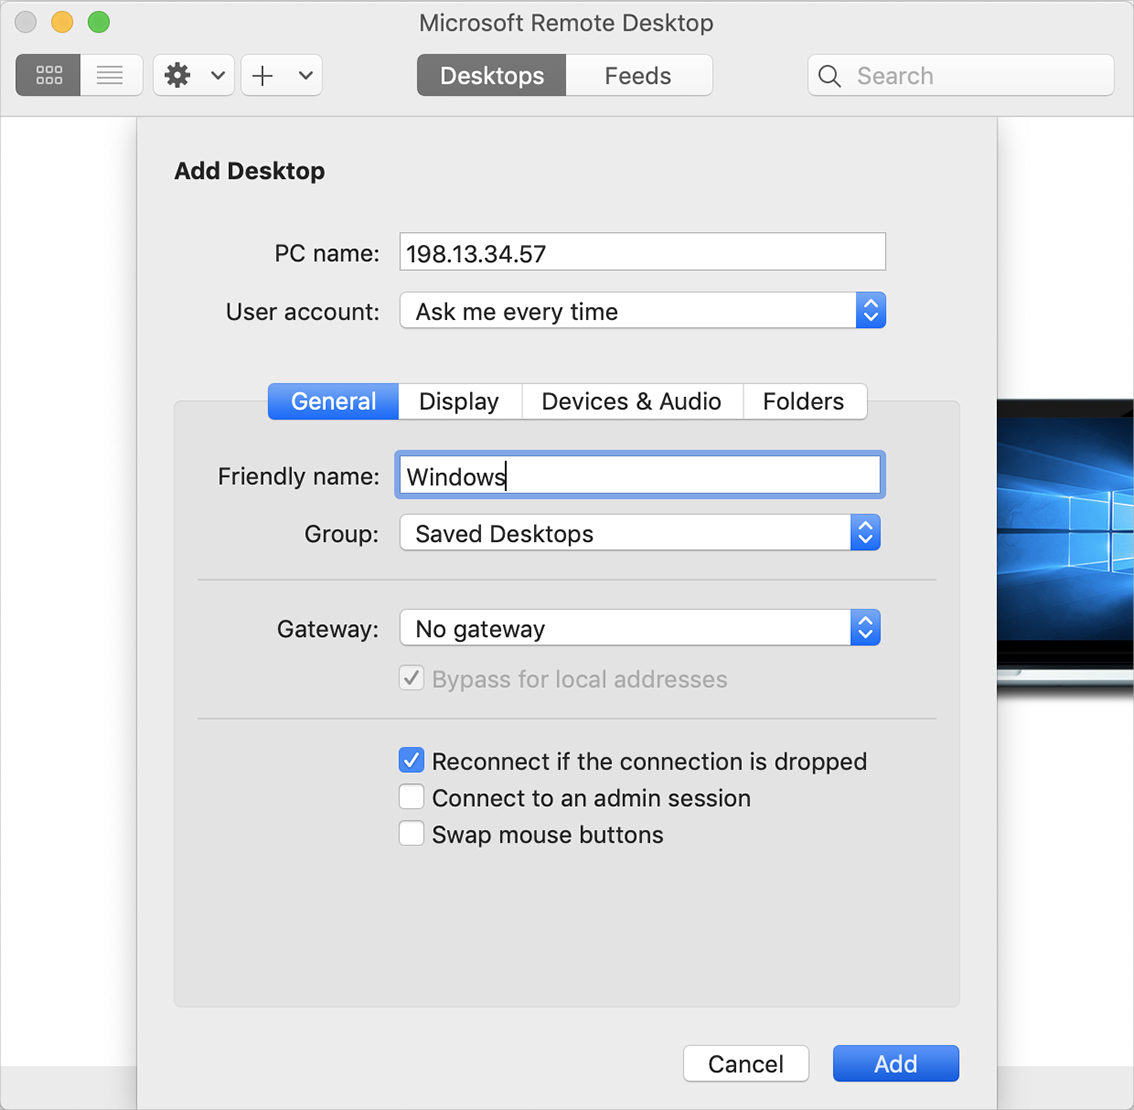 Microsoft Remote Desktop
Desktops Feeds Search
Add Desktop
PC name: 198.13.34.57
User account: Ask me every time
General Display Devices & Audio Folders
Friendly name: Windows
Group: Saved Desktops
Gateway: No gateway
Bypass for local addresses
Reconnect if the connection is dropped
Connect to an admin session
Swap mouse buttons
Cancel Add